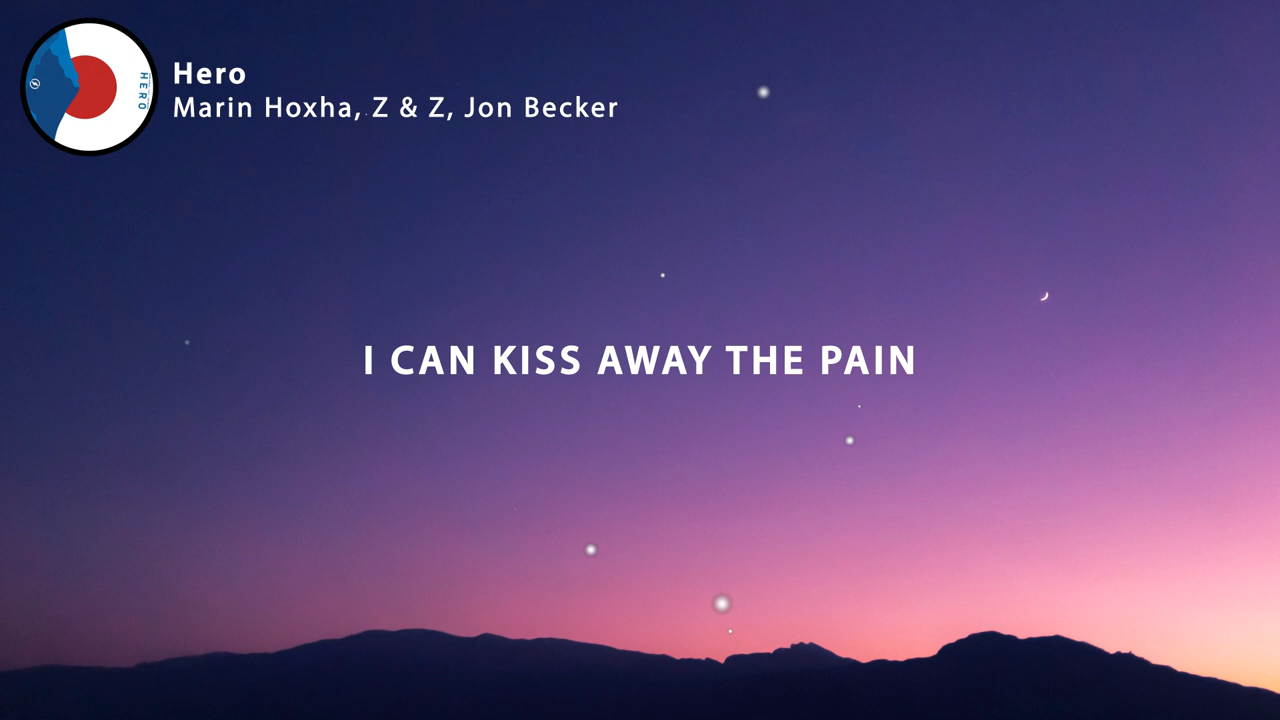 Hero
Marin Hoxha, Z & Z, Jon Becker
HERO
I CAN KISS AWAY THE PAIN